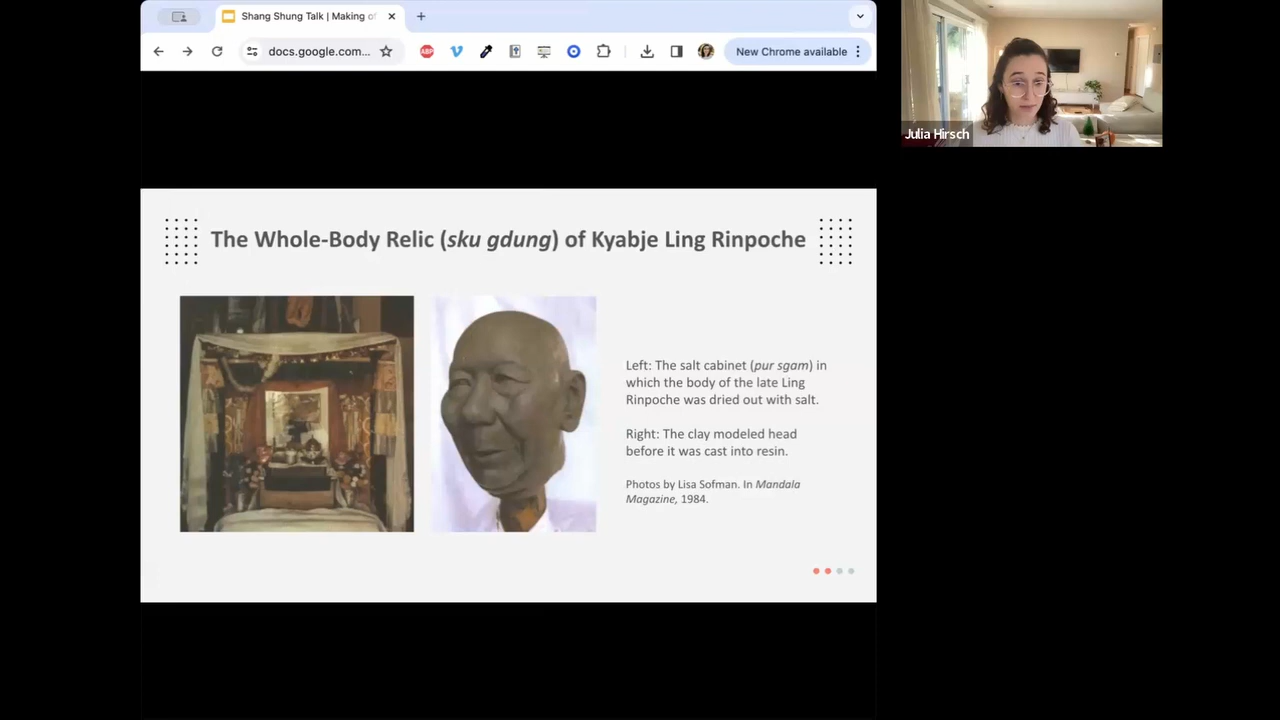 Shang Shung Talk | Making of
docs.google.com...
ABP
New Chrome available
Julia Hirsch
The Whole-Body Relic (sku gdung) of Kyabje Ling Rinpoche
Left: The salt cabinet (pur sgam) in
which the body of the late Ling
Rinpoche was dried out with salt.
Right: The clay modeled head
before it was cast into resin.
Photos by Lisa Sofman. In Mandala
Magazine, 1984.